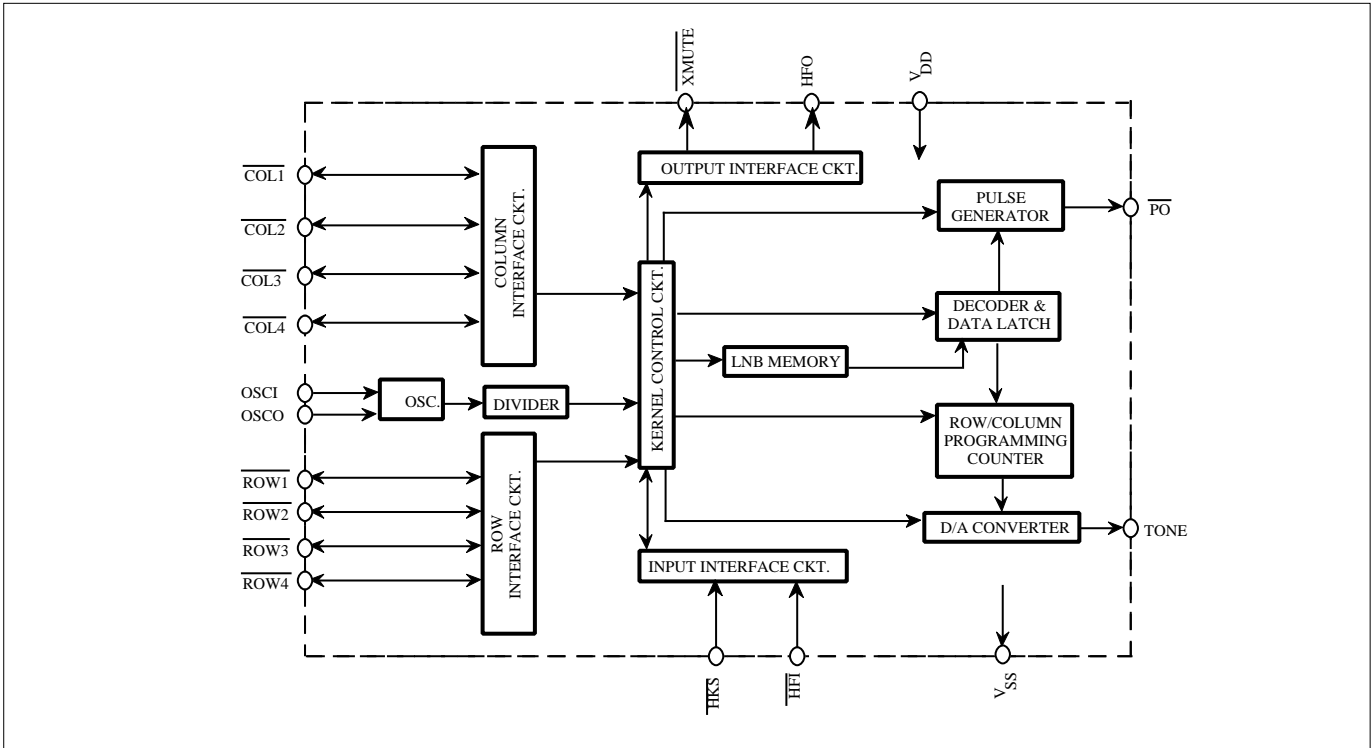 XMUTE
HFO
VDD
COL1
COL2
COL3
COL4
COLUMN
INTERFACE CKT.
OUTPUT INTERFACE CKT.
PULSE
GENERATOR
PO
KERNEL CONTROL CKT.
DECODER &
DATA LATCH
LNB MEMORY
OSCI
OSCO
OSC.
DIVIDER
ROW/COLUMN
PROGRAMMING
COUNTER
ROW1
ROW2
ROW3
ROW4
ROW
INTERFACE CKT.
D/A CONVERTER
TONE
INPUT INTERFACE CKT.
HKS
HFI
VSS